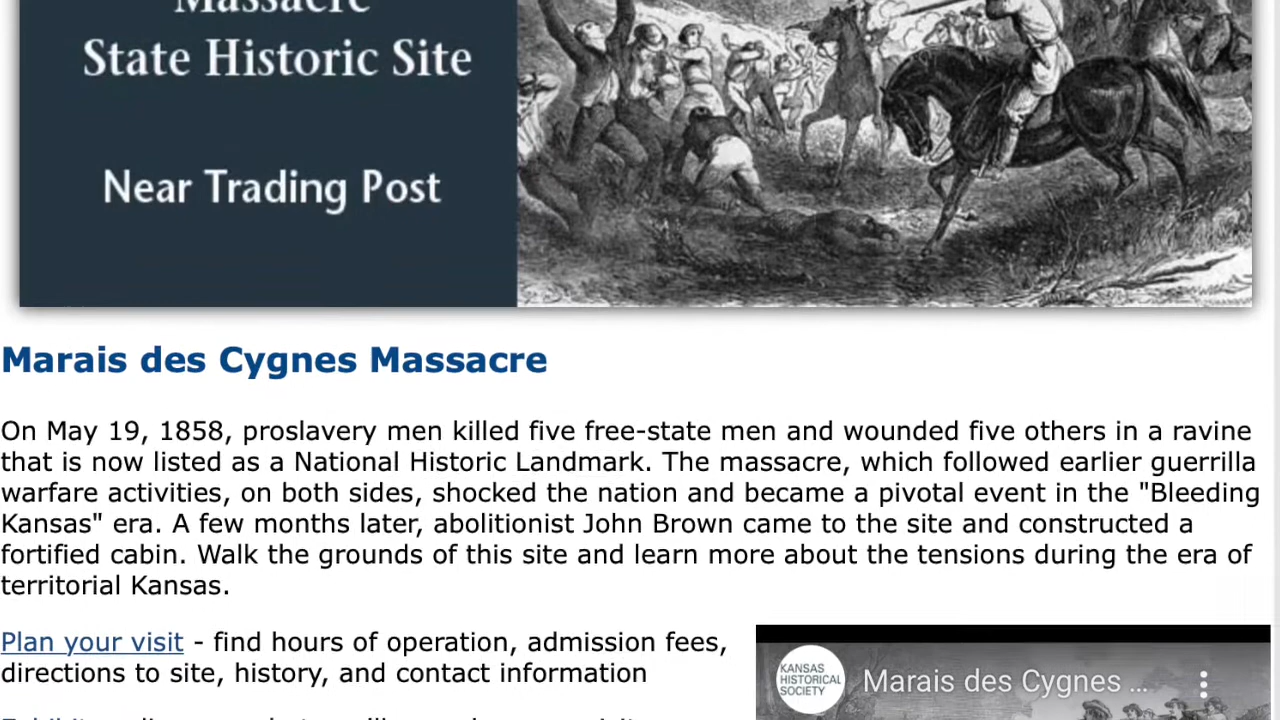 Massacre
State Historic Site
Near Trading Post
Marais des Cygnes Massacre
On May 19, 1858, proslavery men killed five free-state men and wounded five others in a ravine
that is now listed as a National Historic Landmark. The massacre, which followed earlier guerrilla
warfare activities, on both sides, shocked the nation and became a pivotal event in the "Bleeding
Kansas" era. A few months later, abolitionist John Brown came to the site and constructed a
fortified cabin. Walk the grounds of this site and learn more about the tensions during the era of
territorial Kansas.
Plan your visit - find hours of operation, admission fees,
directions to site, history, and contact information
KANSAS
HISTORICAL
SOCIETY
Marais des Cygnes ...